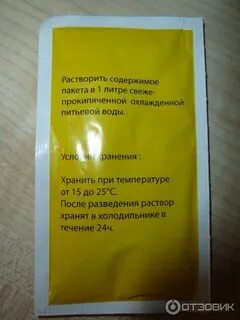 Растворить содержимое
пакета в 1 литре свеже-
прокипяченной охлажденной
питьевой воды.
Условия хранения :
Хранить при температуре
от 15 до 25°С.
После разведения раствор
хранят в холодильнике в
течение 24ч.
ОТЗОВИК